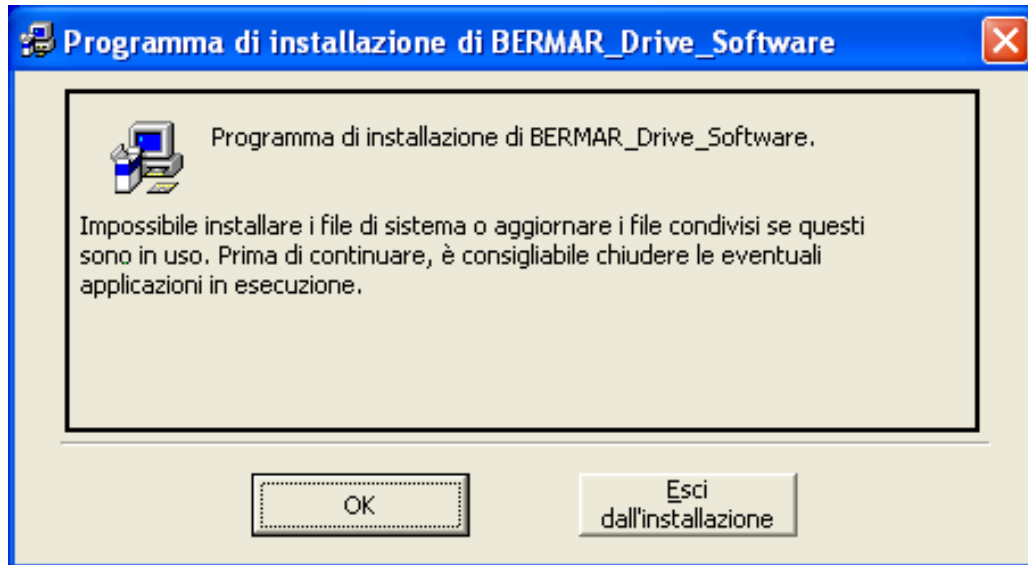 Programma di installazione di BERMAR_Drive_Software
Programma di installazione di BERMAR_Drive_Software.
Impossibile installare i file di sistema o aggiornare i file condivisi se questi
sono in uso. Prima di continuare, è consigliabile chiudere le eventuali
applicazioni in esecuzione.
OK
Esci
dall'installazione